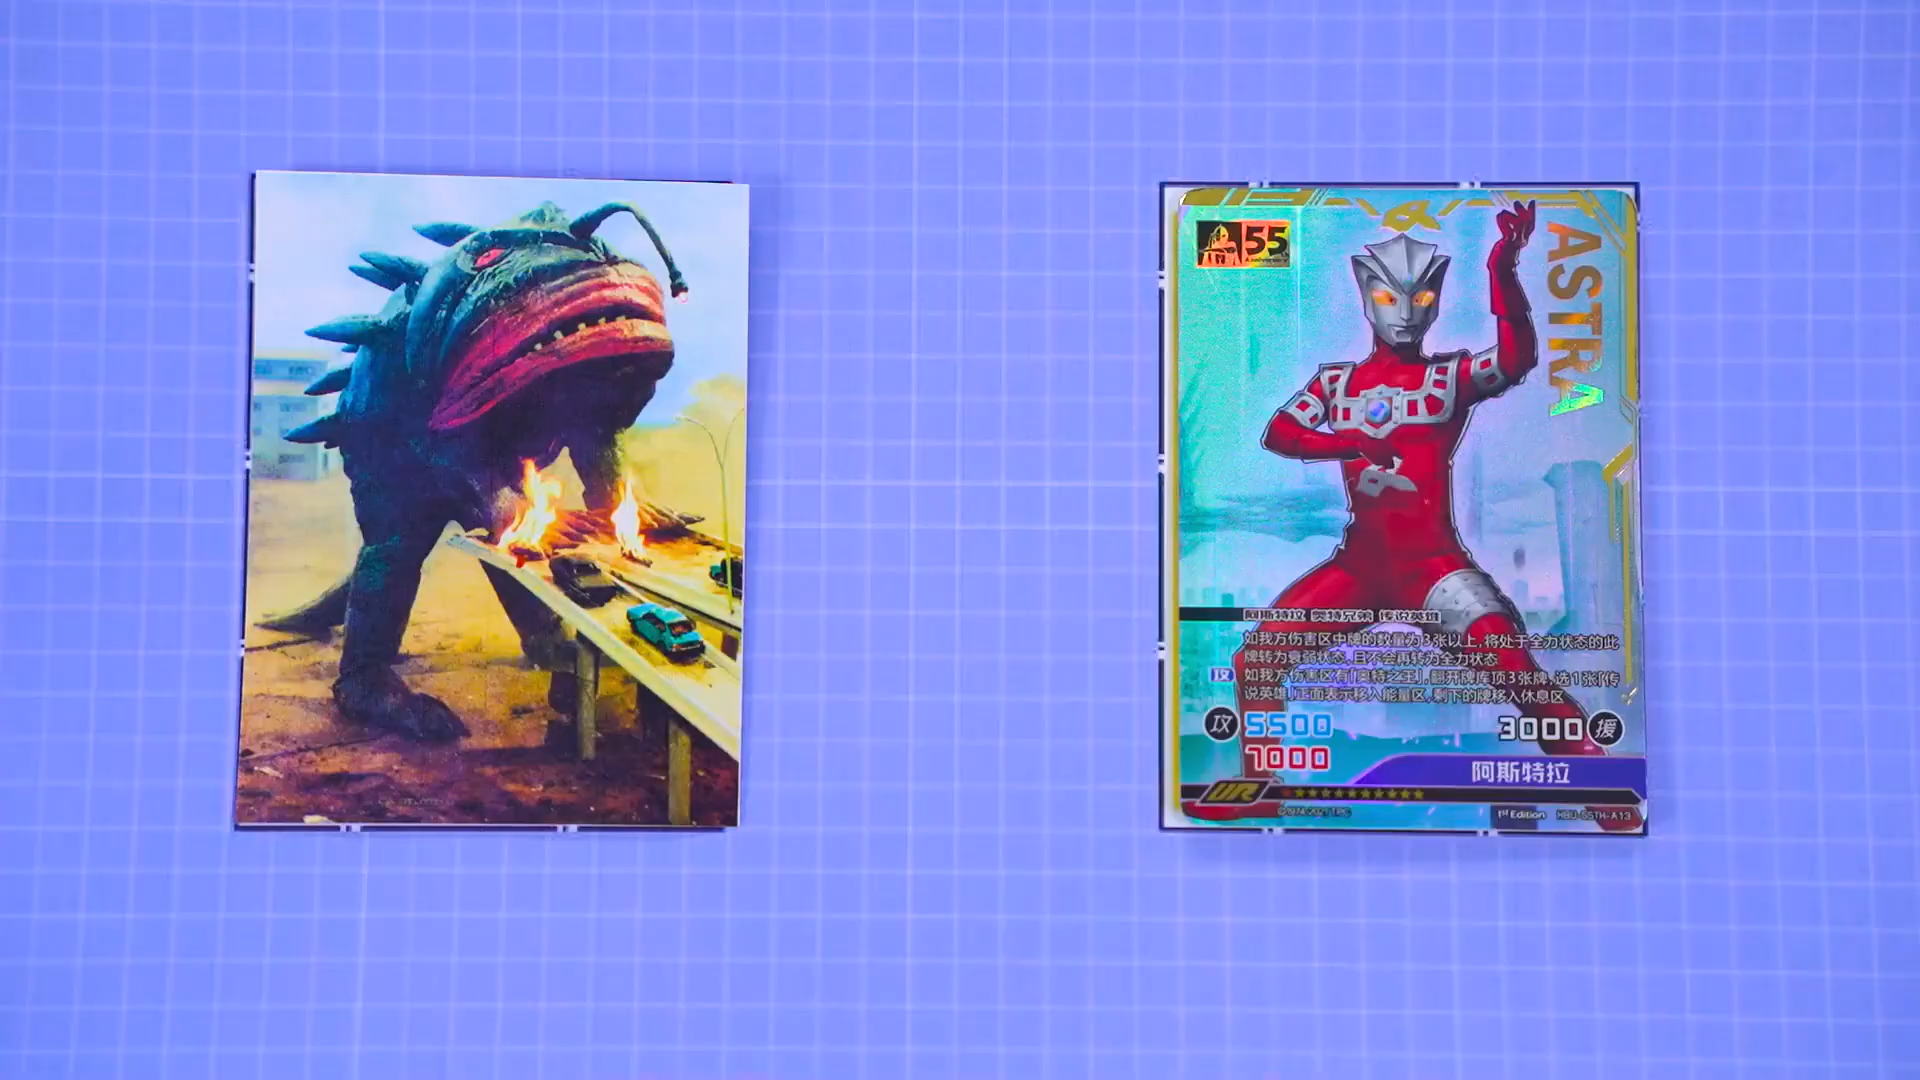 55
ASTRA
阿斯特拉 奥特兄弟 传说英雄
如我方伤害区中牌的数量为3张以上,将处于全力状态的此
牌转为衰弱状态,且不会再转为全力状态
攻 如我方伤害区有「奥特之王」,翻开牌库顶3张牌,选1张「传
说英雄」正面表示移入能量区,剩下的牌移入休息区
攻 5500
7000
3000 援
阿斯特拉
UR
1st Edition